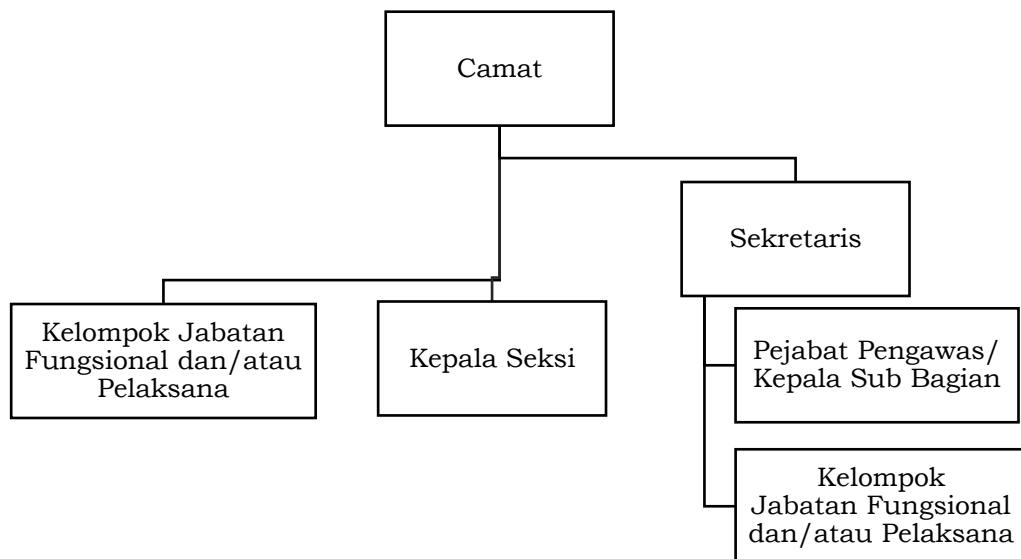 Camat
Sekretaris
Kelompok Jabatan
Fungsional dan/atau
Pelaksana
Kepala Seksi
Pejabat Pengawas/
Kepala Sub Bagian
Kelompok
Jabatan Fungsional
dan/atau Pelaksana